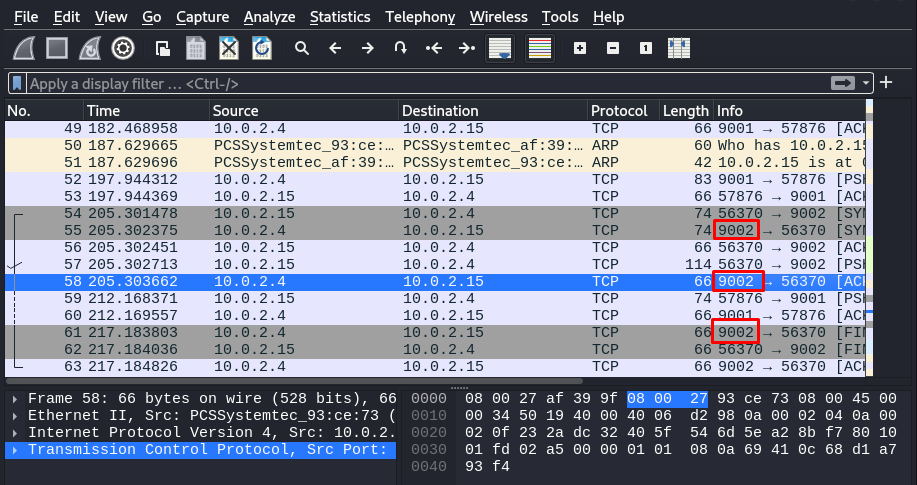 File Edit View Go Capture Analyze Statistics Telephony Wireless Tools Help
Apply a display filter … <Ctrl-/>
No. Time Source Destination Protocol Length Info
49 182.468958 10.0.2.4 10.0.2.15 TCP 66 9001 → 57876 [ACK
50 187.629665 PCSSystemtec_93:ce:… PCSSystemtec_af:39:… ARP 60 Who has 10.0.2.15
51 187.629696 PCSSystemtec_af:39:… PCSSystemtec_93:ce:… ARP 42 10.0.2.15 is at 0
52 197.944312 10.0.2.4 10.0.2.15 TCP 83 9001 → 57876 [PSH
53 197.944369 10.0.2.15 10.0.2.4 TCP 66 57876 → 9001 [ACK
54 205.301478 10.0.2.15 10.0.2.4 TCP 74 56370 → 9002 [SYN
55 205.302375 10.0.2.4 10.0.2.15 TCP 74 9002 → 56370 [SYN
56 205.302451 10.0.2.15 10.0.2.4 TCP 66 56370 → 9002 [ACK
57 205.302713 10.0.2.15 10.0.2.4 TCP 114 56370 → 9002 [PSH
58 205.303662 10.0.2.4 10.0.2.15 TCP 66 9002 → 56370 [ACK
59 212.168371 10.0.2.15 10.0.2.4 TCP 74 57876 → 9001 [PSH
60 212.169557 10.0.2.4 10.0.2.15 TCP 66 9001 → 57876 [ACK
61 217.183803 10.0.2.4 10.0.2.15 TCP 66 9002 → 56370 [FIN
62 217.184036 10.0.2.15 10.0.2.4 TCP 66 56370 → 9002 [FIN
63 217.184826 10.0.2.4 10.0.2.15 TCP 66 9002 → 56370 [ACK
Frame 58: 66 bytes on wire (528 bits), 66
Ethernet II, Src: PCSSystemtec_93:ce:73 (
Internet Protocol Version 4, Src: 10.0.2.
Transmission Control Protocol, Src Port:
0000 08 00 27 af 39 9f 08 00 27 93 ce 73 08 00 45 00
0010 00 34 50 19 40 00 40 06 d2 98 0a 00 02 04 0a 00
0020 02 0f 23 2a dc 32 40 5f 54 6d 5e a2 8b f7 80 10
0030 01 fd 02 a5 00 00 01 01 08 0a 69 41 0c 68 d1 a7
0040 93 f4